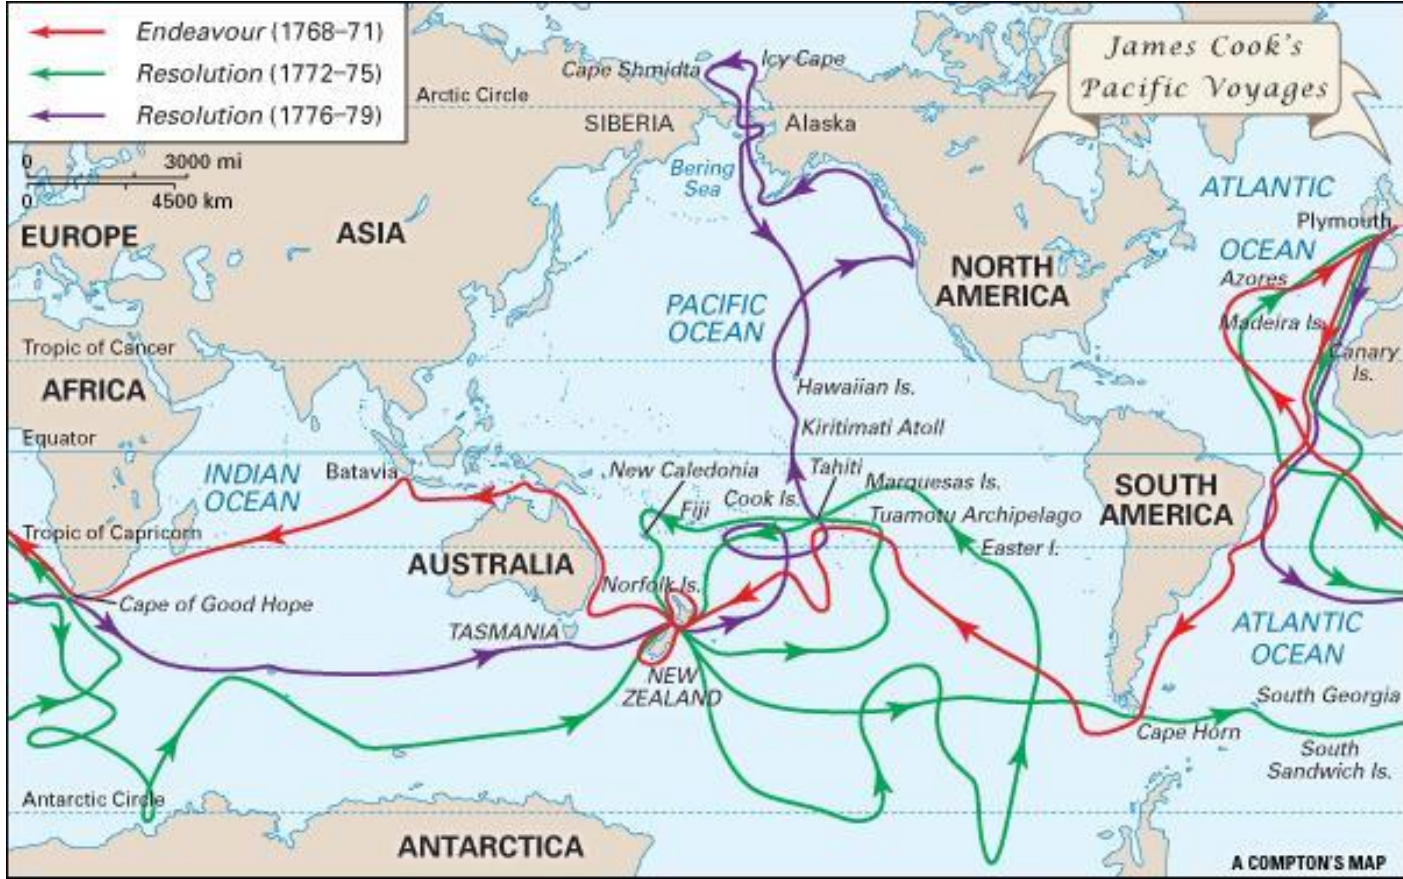 Endeavour (1768–71)
Resolution (1772–75)
Resolution (1776–79)
James Cook's
Pacific Voyages
0 3000 mi
0 4500 km
Cape Shmidta
Icy Cape
Arctic Circle
SIBERIA
Alaska
Bering
Sea
ATLANTIC
OCEAN
Plymouth
EUROPE
ASIA
NORTH
AMERICA
Azores
PACIFIC
OCEAN
Madeira Is.
Tropic of Cancer
Canary
Is.
AFRICA
Hawaiian Is.
Kiritimati Atoll
Equator
INDIAN
OCEAN
Batavia
New Caledonia
Tahiti
Marquesas Is.
Fiji
Cook Is.
SOUTH
AMERICA
Tuamotu Archipelago
Tropic of Capricorn
Easter I.
AUSTRALIA
Norfolk Is.
Cape of Good Hope
TASMANIA
ATLANTIC
OCEAN
NEW
ZEALAND
South Georgia
Cape Horn
South
Sandwich Is.
Antarctic Circle
ANTARCTICA
A COMPTON'S MAP